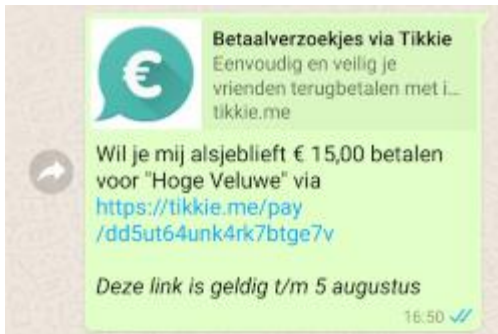 €
Betaalverzoekjes via Tikkie
Eenvoudig en veilig je
vrienden terugbetalen met i...
tikkie.me
Wil je mij alsjeblieft € 15,00 betalen
voor "Hoge Veluwe" via
https://tikkie.me/pay
/dd5ut64unk4rk7btge7v
Deze link is geldig t/m 5 augustus
16:50